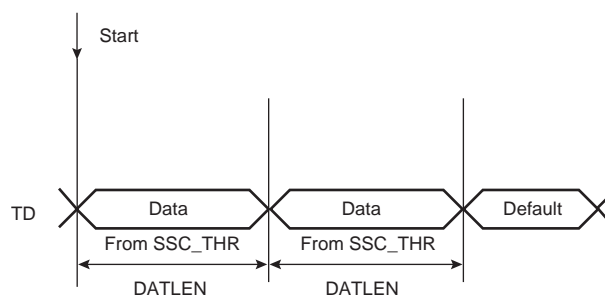 Start
TD
Data
Data
Default
From SSC_THR
From SSC_THR
DATLEN
DATLEN